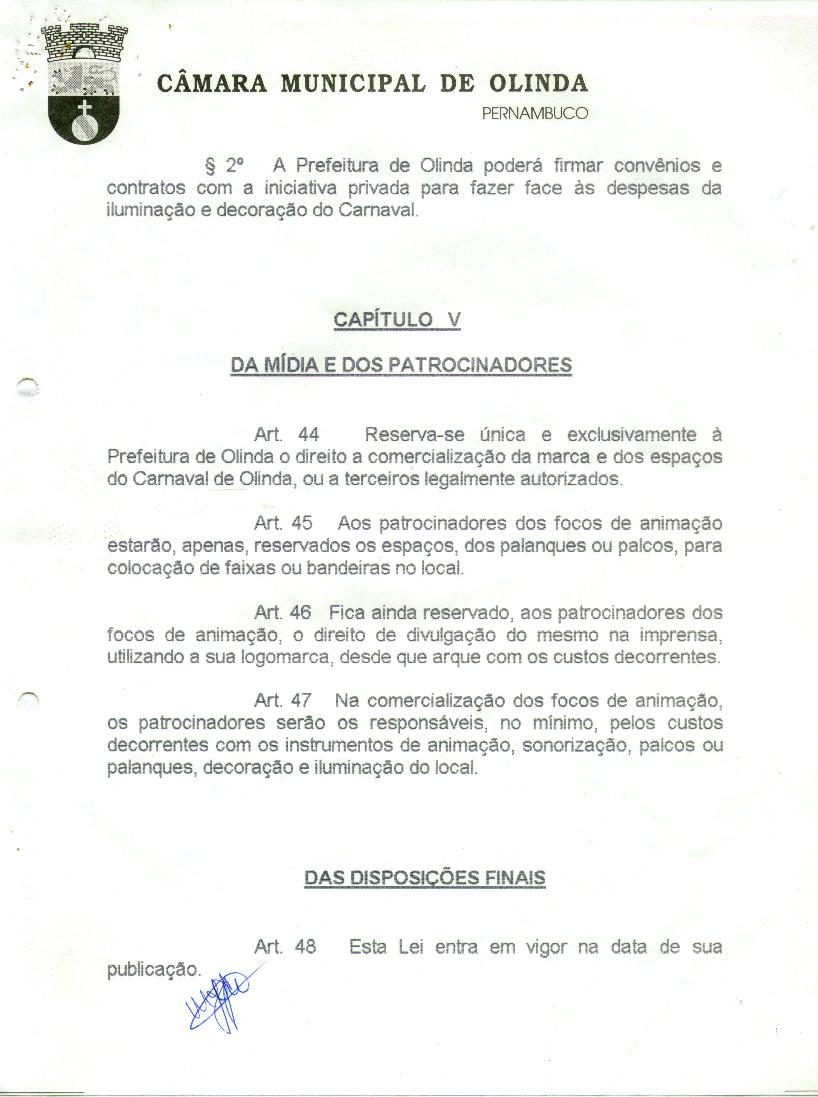 CÂMARA MUNICIPAL DE OLINDA
PERNAMBUCO
§ 2º A Prefeitura de Olinda poderá firmar convênios e
contratos com a iniciativa privada para fazer face às despesas da
iluminação e decoração do Carnaval.
CAPÍTULO V
DA MÍDIA E DOS PATROCINADORES
Art. 44 Reserva-se única e exclusivamente à
Prefeitura de Olinda o direito a comercialização da marca e dos espaços
do Carnaval de Olinda, ou a terceiros legalmente autorizados.
Art. 45 Aos patrocinadores dos focos de animação
estarão, apenas, reservados os espaços, dos palanques ou palcos, para
colocação de faixas ou bandeiras no local.
Art. 46 Fica ainda reservado, aos patrocinadores dos
focos de animação, o direito de divulgação do mesmo na imprensa,
utilizando a sua logomarca, desde que arque com os custos decorrentes.
Art. 47 Na comercialização dos focos de animação,
os patrocinadores serão os responsáveis, no mínimo, pelos custos
decorrentes com os instrumentos de animação, sonorização, palcos ou
palanques, decoração e iluminação do local.
DAS DISPOSIÇÕES FINAIS
Art. 48 Esta Lei entra em vigor na data de sua
publicação.